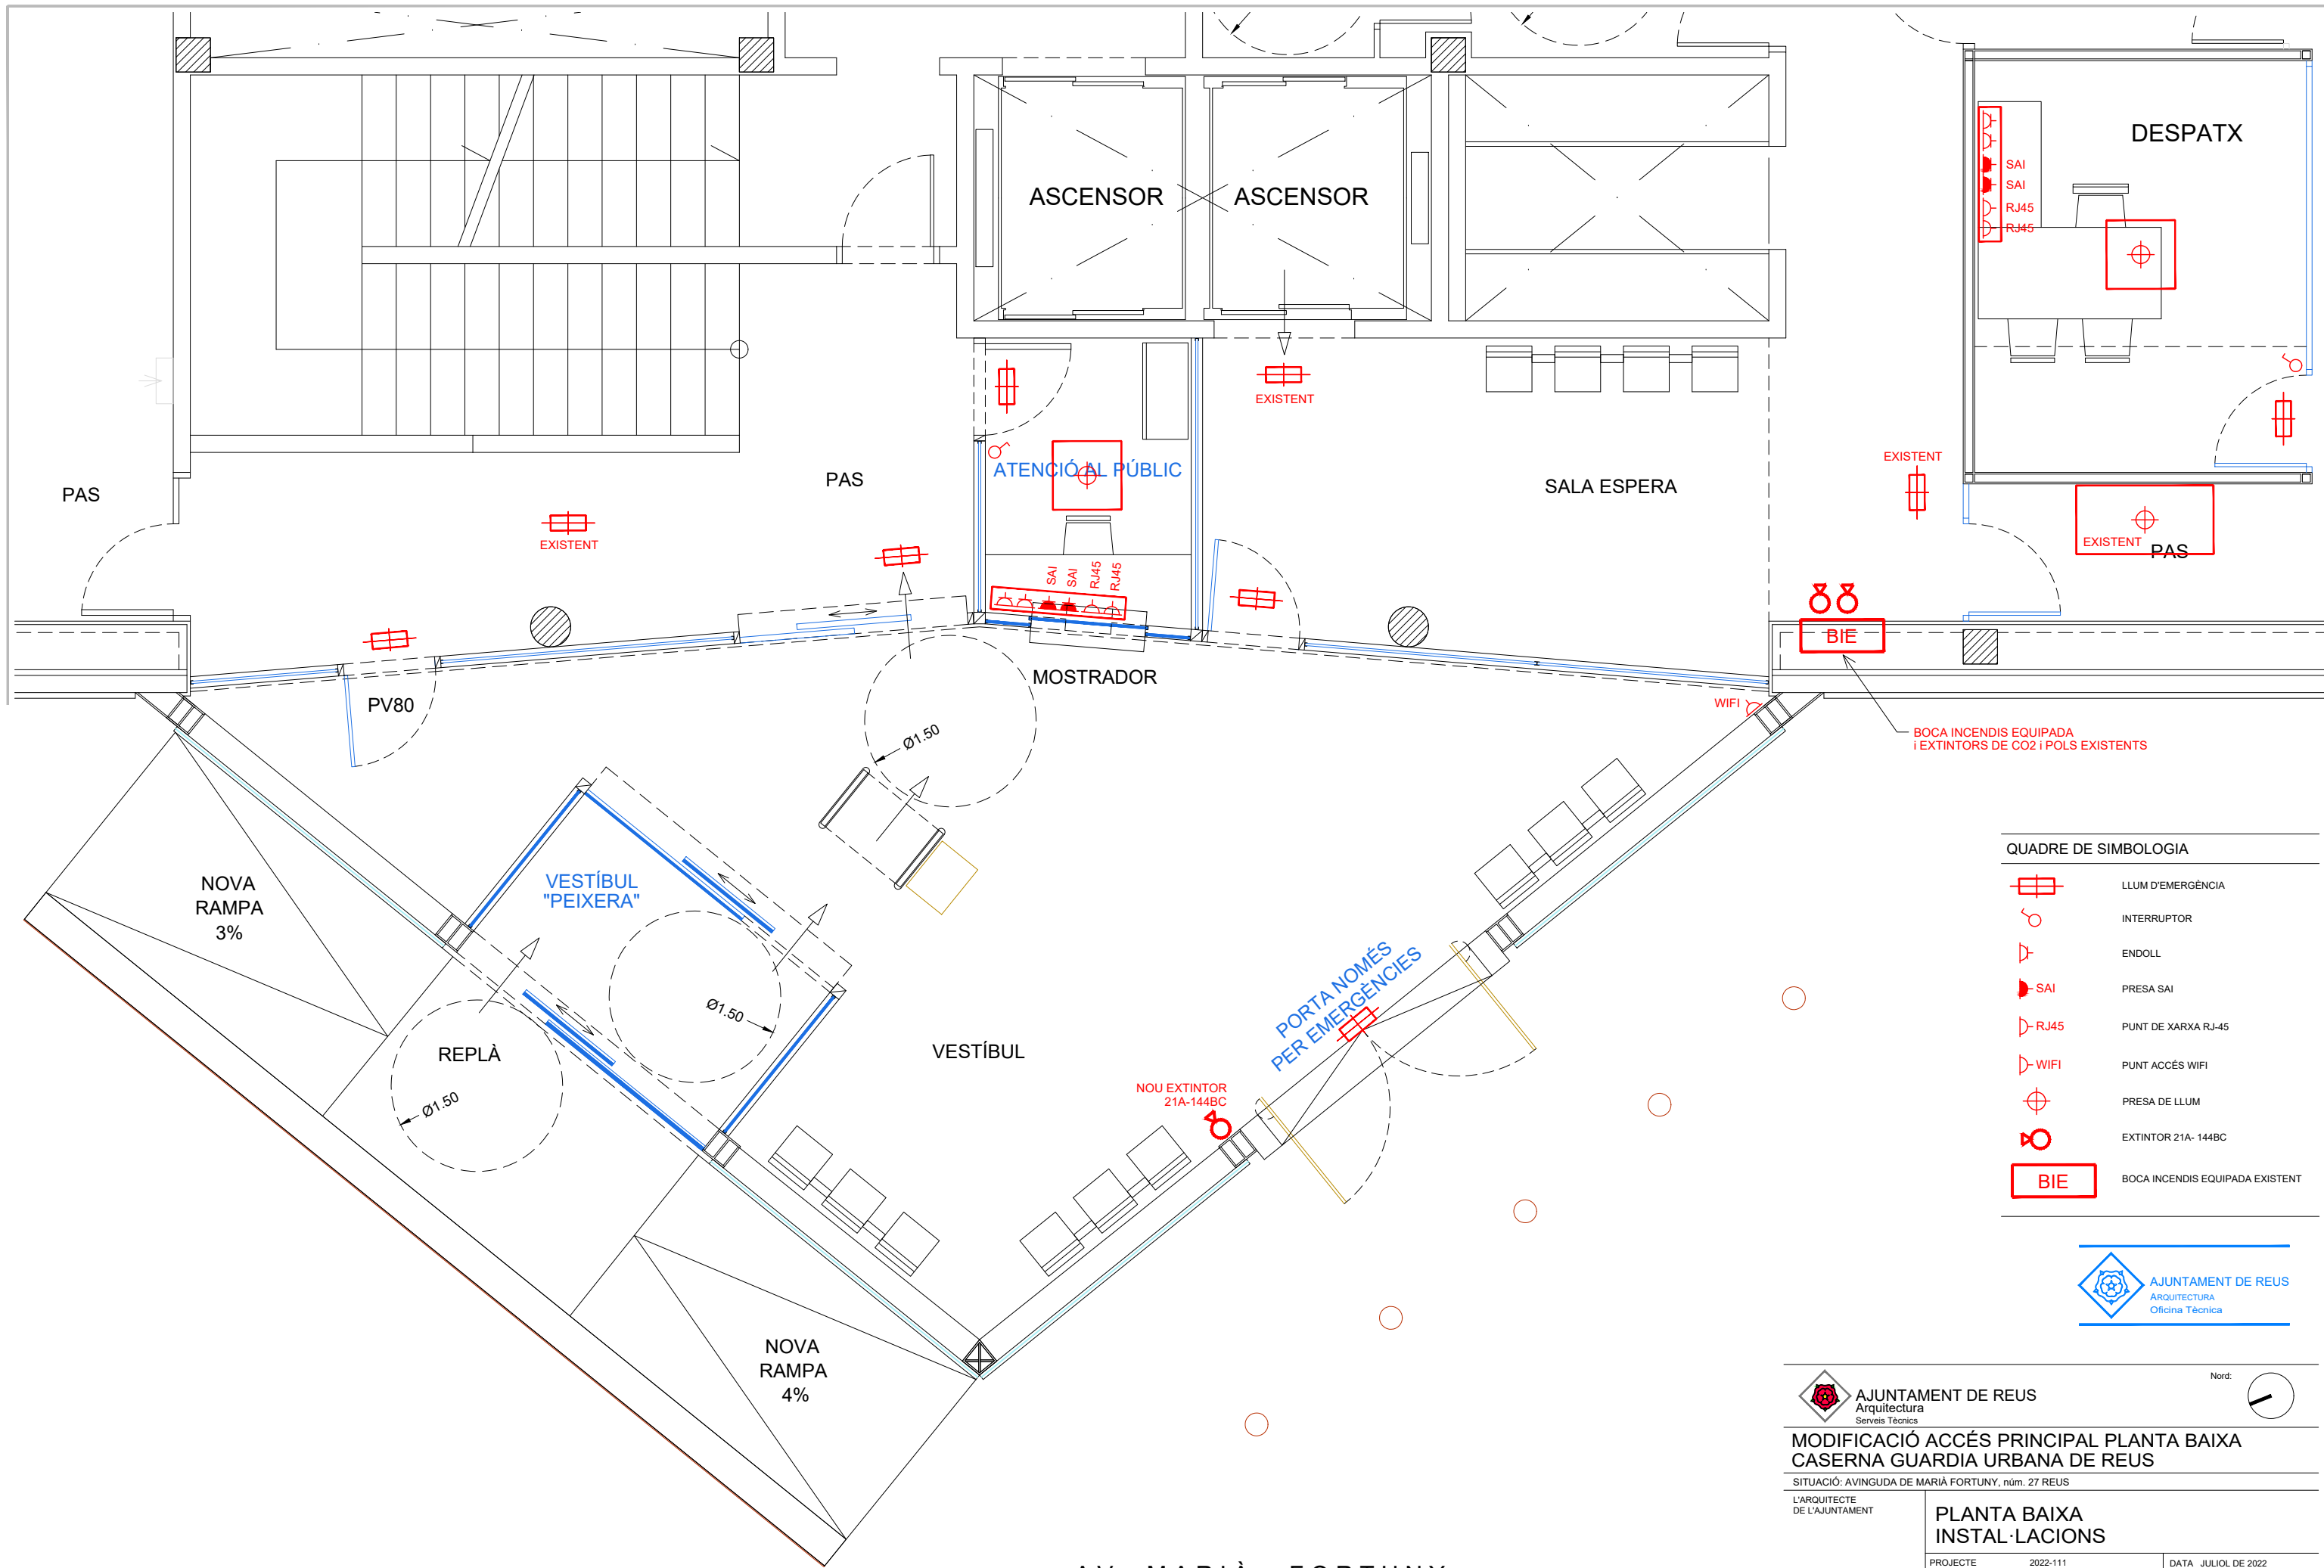 ASCENSOR
ASCENSOR
DESPATX
SAI
SAI
RJ45
RJ45
EXISTENT
PAS
PAS
ATENCIÓ AL PÚBLIC
SALA ESPERA
EXISTENT
EXISTENT
EXISTENT
PAS
SAI
SAI
RJ45
RJ45
BIE
MOSTRADOR
PV80
WIFI
BOCA INCENDIS EQUIPADA
i EXTINTORS DE CO2 i POLS EXISTENTS
Ø1.50
NOVA
RAMPA
3%
VESTÍBUL
"PEIXERA"
Ø1.50
REPLÀ
Ø1.50
VESTÍBUL
PORTA NOMÉS
PER EMERGÈNCIES
NOU EXTINTOR
21A-144BC
NOVA
RAMPA
4%
QUADRE DE SIMBOLOGIA
LLUM D'EMERGÈNCIA
INTERRUPTOR
ENDOLL
SAI PRESA SAI
RJ45 PUNT DE XARXA RJ-45
WIFI PUNT ACCÉS WIFI
PRESA DE LLUM
EXTINTOR 21A- 144BC
BIE BOCA INCENDIS EQUIPADA EXISTENT
AJUNTAMENT DE REUS
ARQUITECTURA
Oficina Tècnica
Nord:
AJUNTAMENT DE REUS
Arquitectura
Serveis Tècnics
MODIFICACIÓ ACCÉS PRINCIPAL PLANTA BAIXA
CASERNA GUARDIA URBANA DE REUS
SITUACIÓ: AVINGUDA DE MARIÀ FORTUNY, núm. 27 REUS
L'ARQUITECTE
DE L'AJUNTAMENT
PLANTA BAIXA
INSTAL·LACIONS
PROJECTE 2022-111 DATA JULIOL DE 2022
AV. MARIÀ FORTUNY